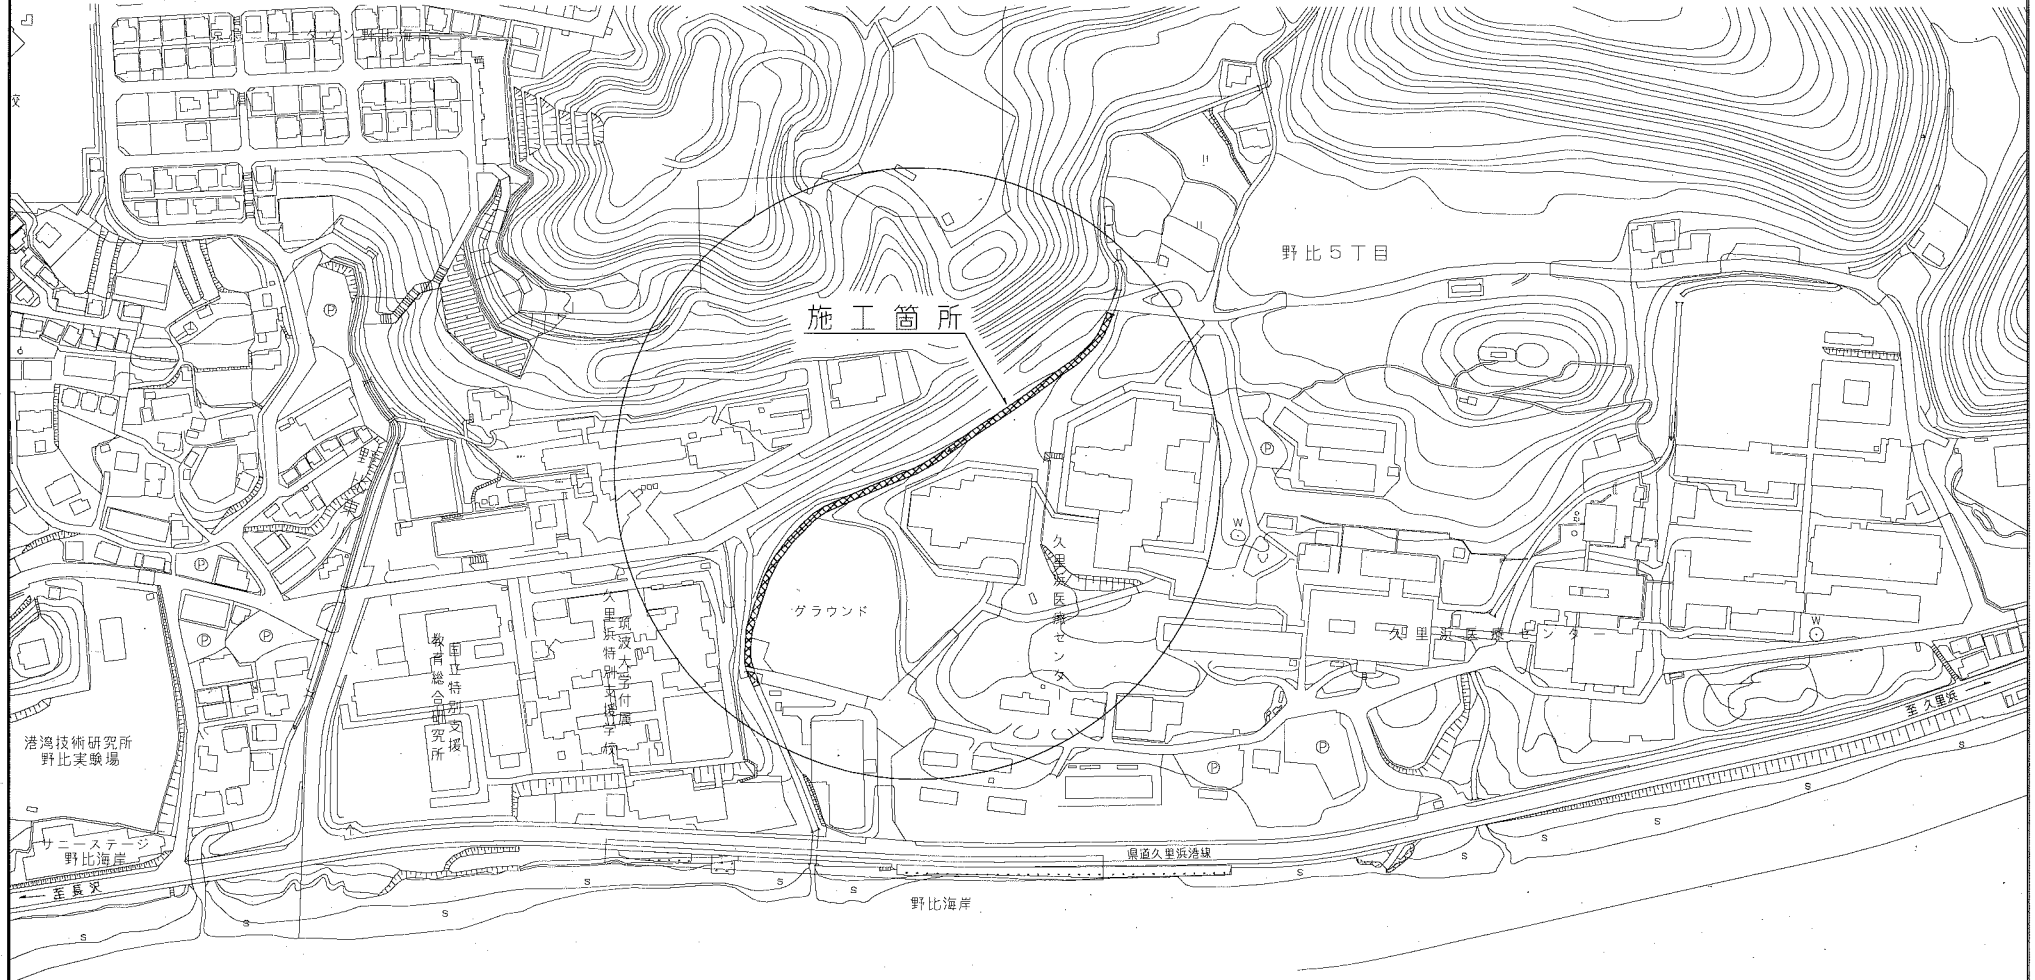 校
野比5丁目
施工箇所
グラウンド
久里浜医療センター
久里浜医療センター
筑波大学付属
久里浜特別支援学校
国立特別支援
教育総合研究所
港湾技術研究所
野比実験場
サニーステージ
野比海岸
至長沢
至久里浜
県道久里浜港線
野比海岸
P
P
P
P
P
P
P
W
W
S
S
S
S
S
S
S
S
S
S
S